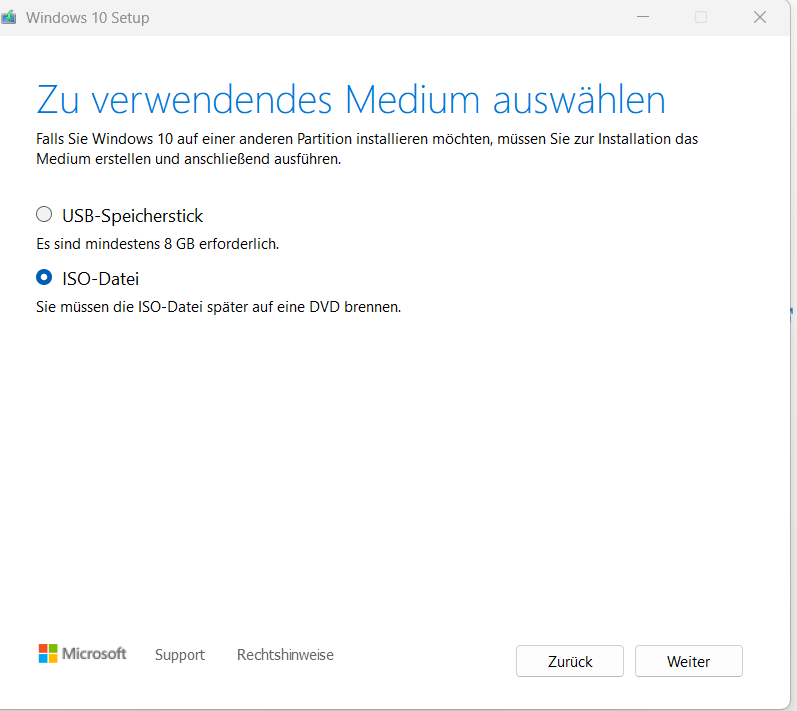 Windows 10 Setup
Zu verwendendes Medium auswählen
Falls Sie Windows 10 auf einer anderen Partition installieren möchten, müssen Sie zur Installation das
Medium erstellen und anschließend ausführen.
USB-Speicherstick
Es sind mindestens 8 GB erforderlich.
ISO-Datei
Sie müssen die ISO-Datei später auf eine DVD brennen.
Microsoft Support Rechtshinweise Zurück Weiter